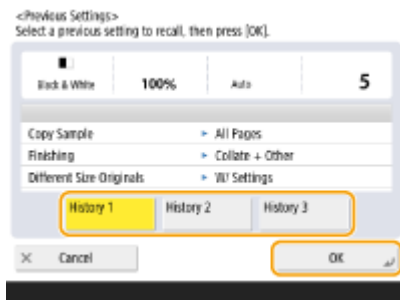 <Previous Settings>
Select a previous setting to recall, then press [OK].
Black & White 100% Auto 5
Copy Sample ► All Pages
Finishing ► Collate + Other
Different Size Originals ► W/ Settings
History 1 History 2 History 3
× Cancel OK